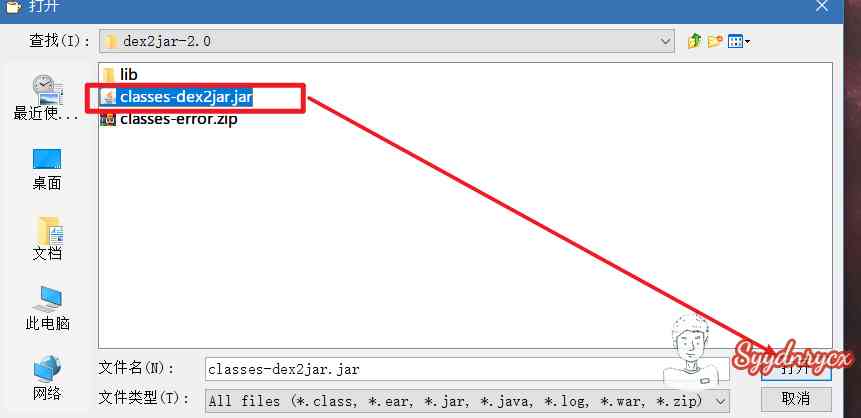 打开
查找(I):
dex2jar-2.0
lib
classes-dex2jar.jar
classes-error.zip
最近使...
桌面
文档
此电脑
网络
文件名(N):
classes-dex2jar.jar
打开
文件类型(T):
All files (*.class, *.ear, *.jar, *.java, *.log, *.war, *.zip)
取消
Syydnrycx